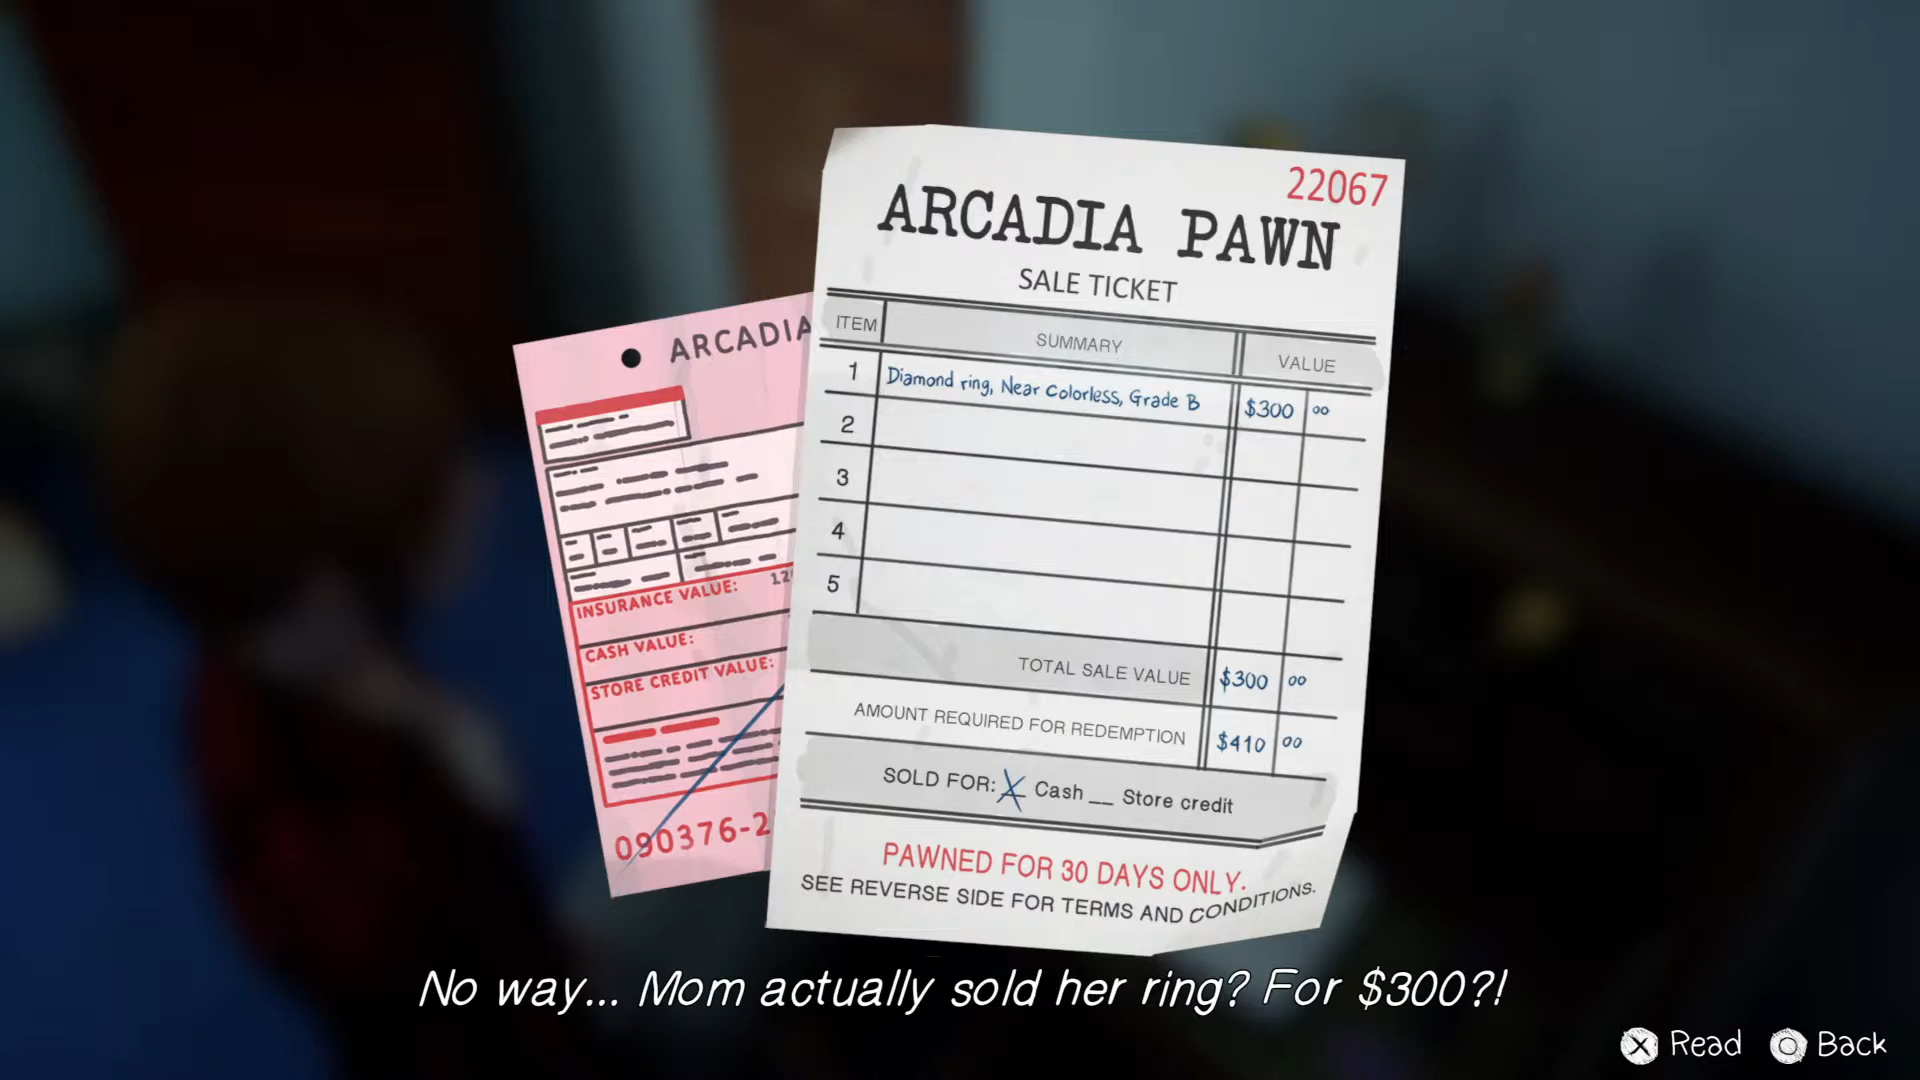 22067
ARCADIA PAWN
SALE TICKET
ITEM SUMMARY VALUE
1 Diamond ring, Near Colorless, Grade B $300 00
2
3
4
5
TOTAL SALE VALUE $300 00
AMOUNT REQUIRED FOR REDEMPTION $410 00
SOLD FOR: X Cash __ Store credit
PAWNED FOR 30 DAYS ONLY.
SEE REVERSE SIDE FOR TERMS AND CONDITIONS.
ARCADIA
INSURANCE VALUE:
CASH VALUE:
STORE CREDIT VALUE:
090376-2
No way... Mom actually sold her ring? For $300?!
Read Back